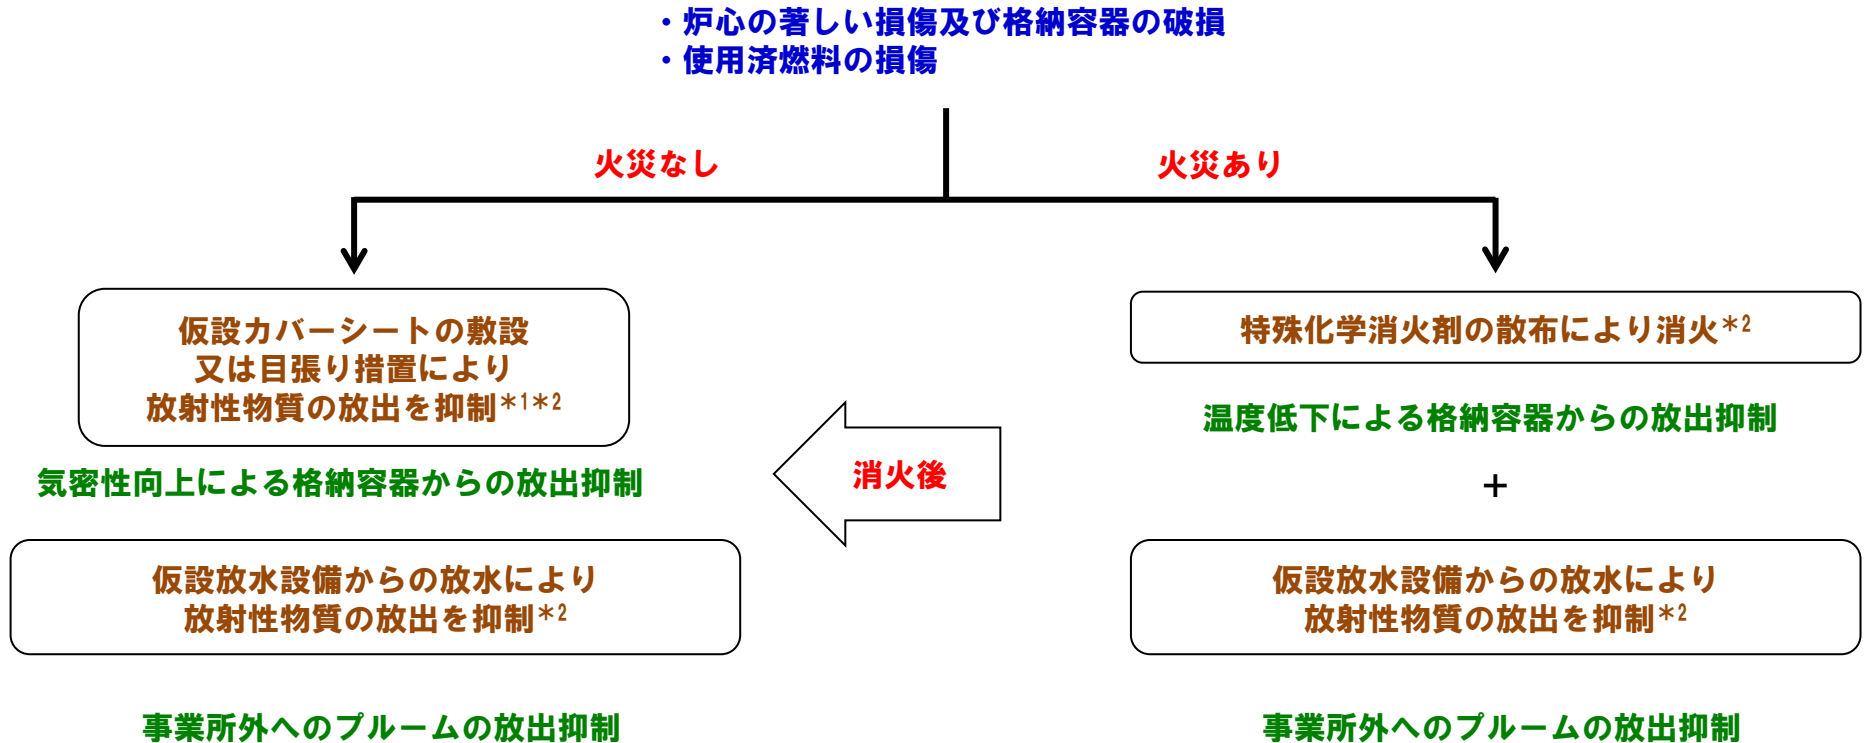 ・炉心の著しい損傷及び格納容器の破損
・使用済燃料の損傷
火災なし
火災あり
仮設カバーシートの敷設
又は目張り措置により
放射性物質の放出を抑制＊1＊2
気密性向上による格納容器からの放出抑制
仮設放水設備からの放水により
放射性物質の放出を抑制＊2
事業所外へのプルームの放出抑制
消火後
特殊化学消火剤の散布により消火＊2
温度低下による格納容器からの放出抑制
+
仮設放水設備からの放水により
放射性物質の放出を抑制＊2
事業所外へのプルームの放出抑制